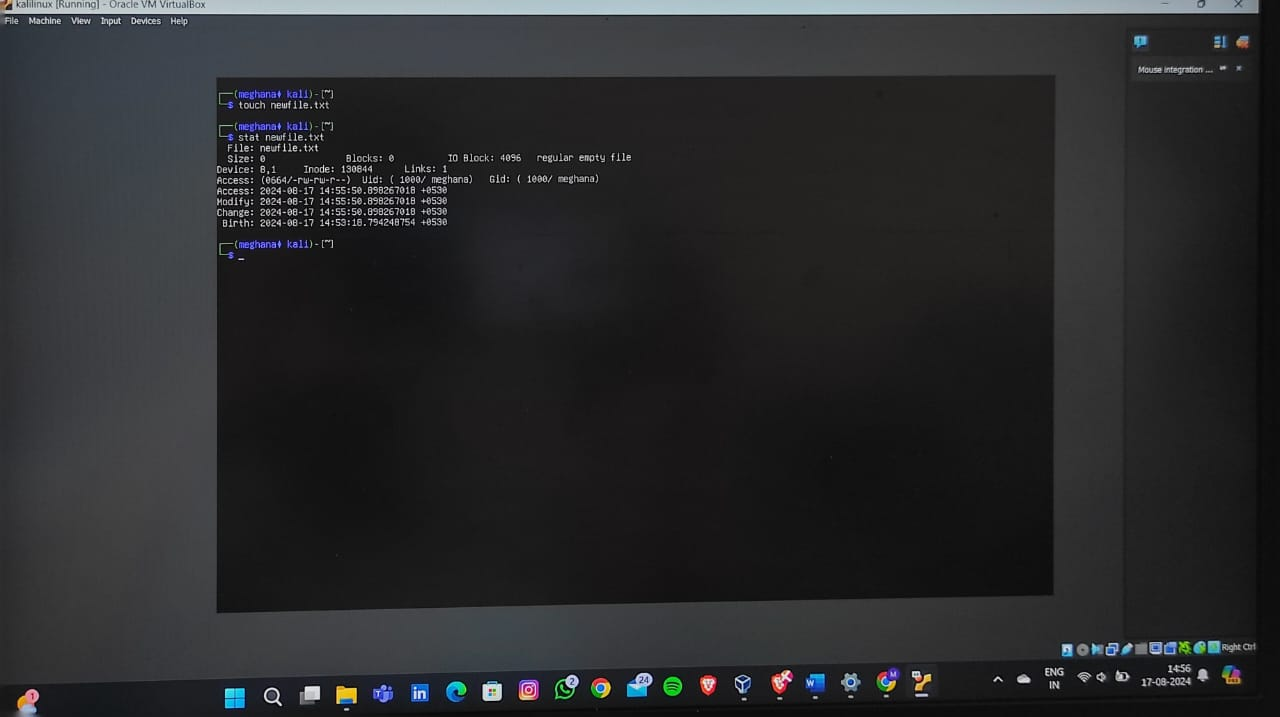 kalilinux [Running] - Oracle VM VirtualBox
File Machine View Input Devices Help
Mouse integration ...
┌──(meghana kali)-[~]
└─$ touch newfile.txt
┌──(meghana kali)-[~]
└─$ stat newfile.txt
File: newfile.txt
Size: 0 Blocks: 0 IO Block: 4096 regular empty file
Device: 8,1 Inode: 130844 Links: 1
Access: (0664/-rw-rw-r--) Uid: ( 1000/ meghana) Gid: ( 1000/ meghana)
Access: 2024-08-17 14:55:50.898267018 +0530
Modify: 2024-08-17 14:55:50.898267018 +0530
Change: 2024-08-17 14:55:50.898267018 +0530
Birth: 2024-08-17 14:53:18.794248754 +0530
┌──(meghana kali)-[~]
└─$ _
Right Ctrl
1
2
24
M
ENG
IN
14:56
17-08-2024